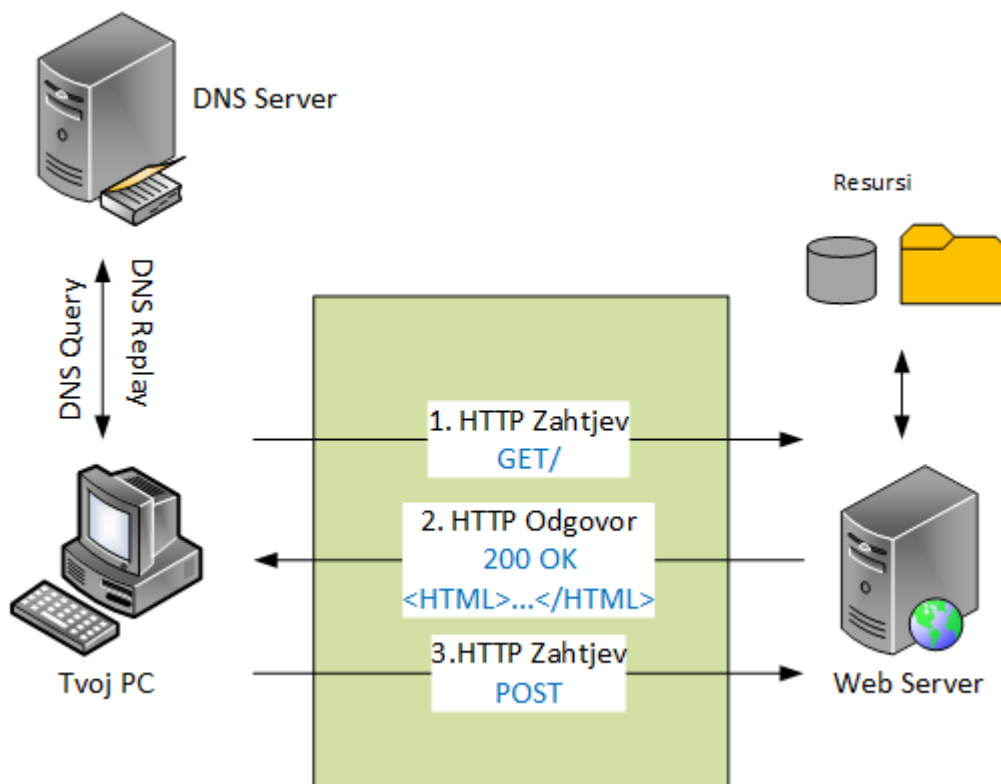 DNS Server
Resursi
DNS Query
DNS Replay
1. HTTP Zahtjev
GET/
2. HTTP Odgovor
200 OK
<HTML>...</HTML>
3.HTTP Zahtjev
POST
Tvoj PC
Web Server